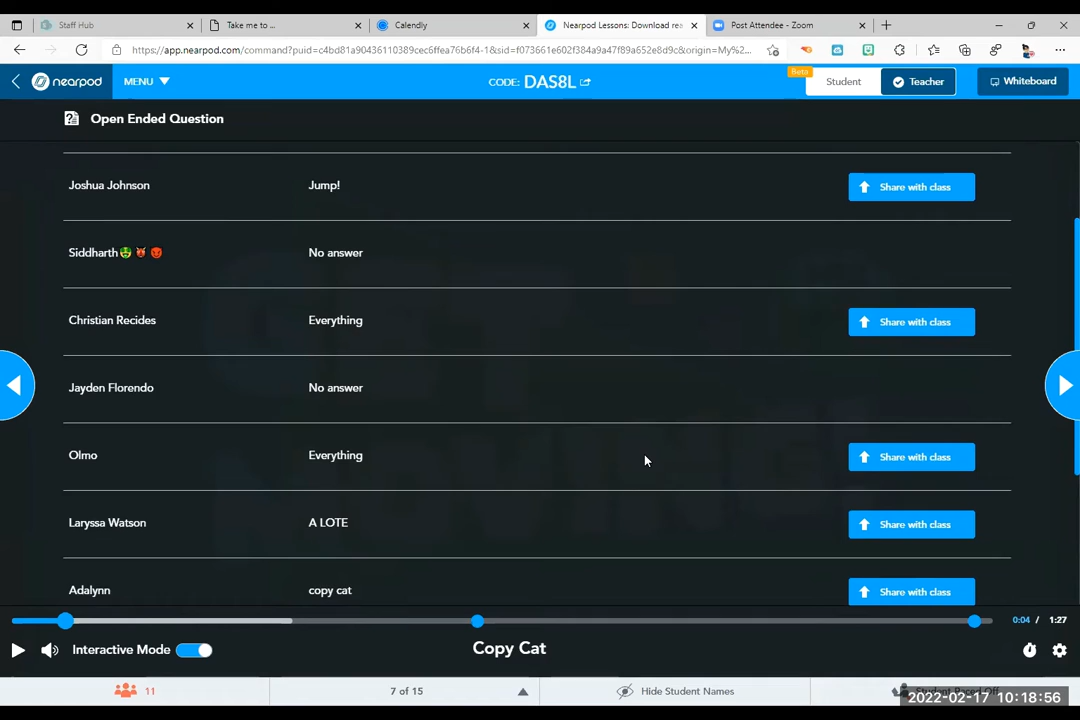 Staff Hub
Take me to ...
Calendly
Nearpod Lessons: Download rea
Post Attendee - Zoom
https://app.nearpod.com/command?puid=c4bd81a90436110389cec6ffea76b6f4-1&sid=f073661e602f384a9a47f89a652e8d9c&origin=My%2...
nearpod
MENU
CODE: DAS8L
Beta
Student
Teacher
Whiteboard
Open Ended Question
Joshua Johnson
Jump!
Share with class
Siddharth🤑👹😡
No answer
Christian Recides
Everything
Share with class
Jayden Florendo
No answer
Olmo
Everything
Share with class
Laryssa Watson
A LOTE
Share with class
Adalynn
copy cat
Share with class
0:04 / 1:27
Interactive Mode
Copy Cat
11
7 of 15
Hide Student Names
2022-02-17 10:18:56